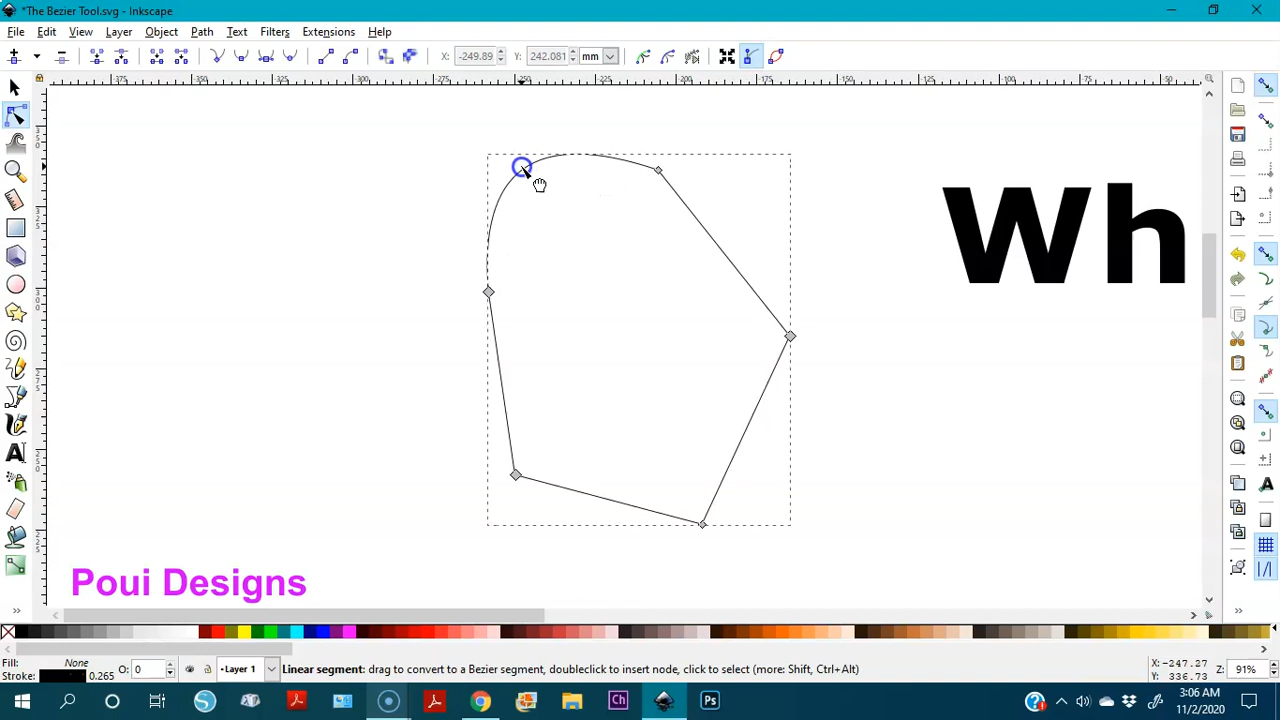 *The Bezier Tool.svg - Inkscape
File Edit View Layer Object Path Text Filters Extensions Help
X: -249.89 Y: 242.081 mm
Wh
Poui Designs
Fill: None O: 0 Layer 1 Linear segment: drag to convert to a Bezier segment, doubleclick to insert node, click to select (more: Shift, Ctrl+Alt) X: -247.27 Z: 91%
Stroke: 0.265 Y: 336.73
3:06 AM
11/2/2020